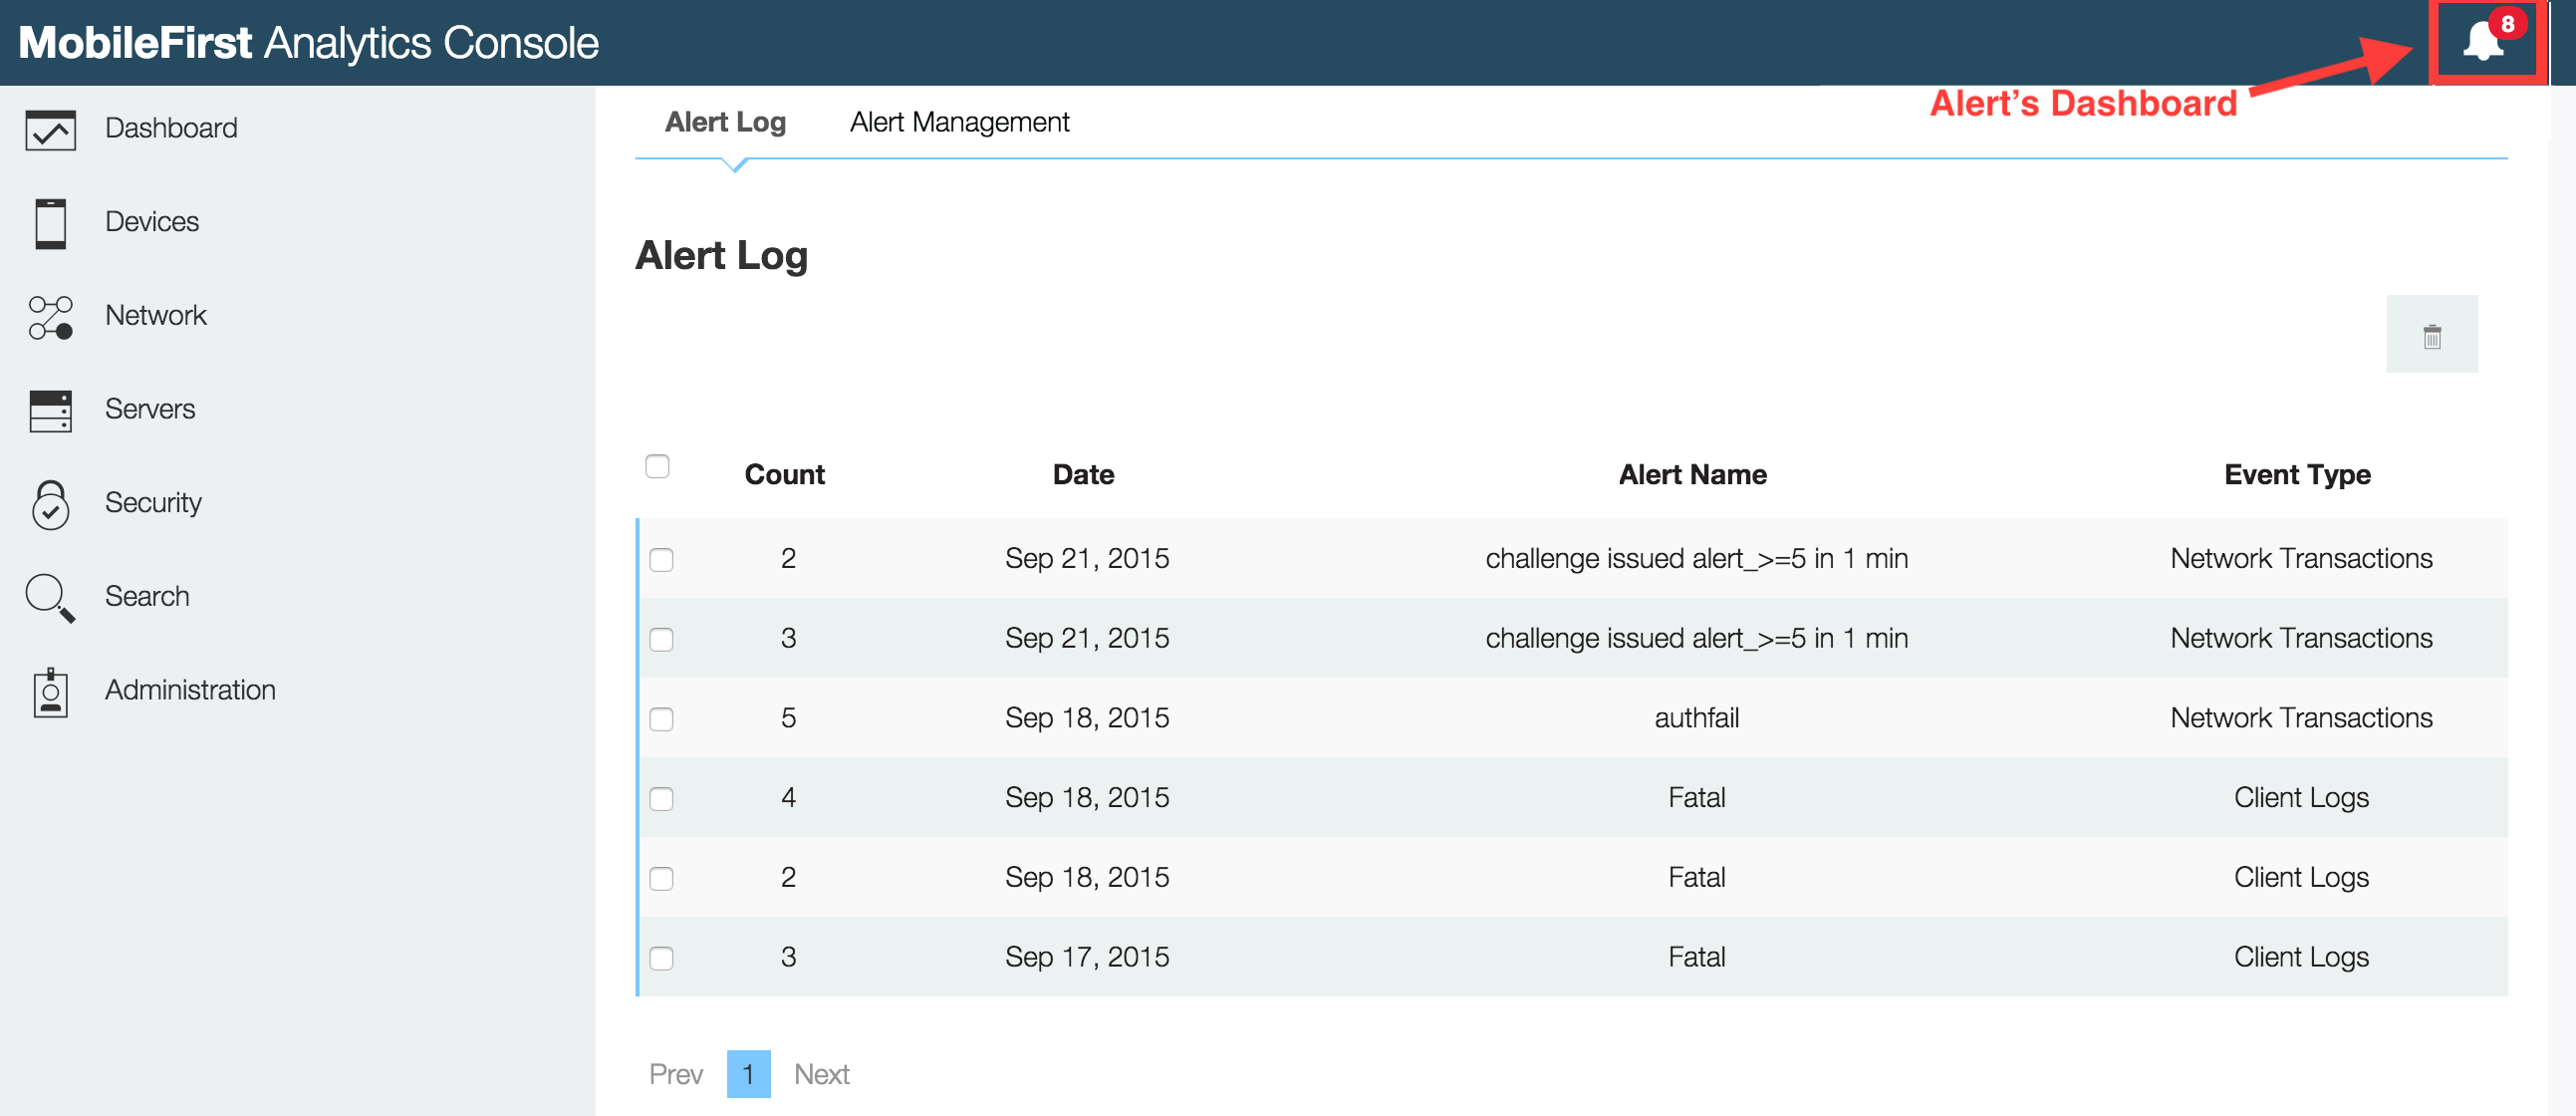 MobileFirst Analytics Console
8
Alert's Dashboard
Dashboard
Devices
Network
Servers
Security
Search
Administration
Alert Log Alert Management
Alert Log
Count Date Alert Name Event Type
2 Sep 21, 2015 challenge issued alert_>=5 in 1 min Network Transactions
3 Sep 21, 2015 challenge issued alert_>=5 in 1 min Network Transactions
5 Sep 18, 2015 authfail Network Transactions
4 Sep 18, 2015 Fatal Client Logs
2 Sep 18, 2015 Fatal Client Logs
3 Sep 17, 2015 Fatal Client Logs
Prev 1 Next